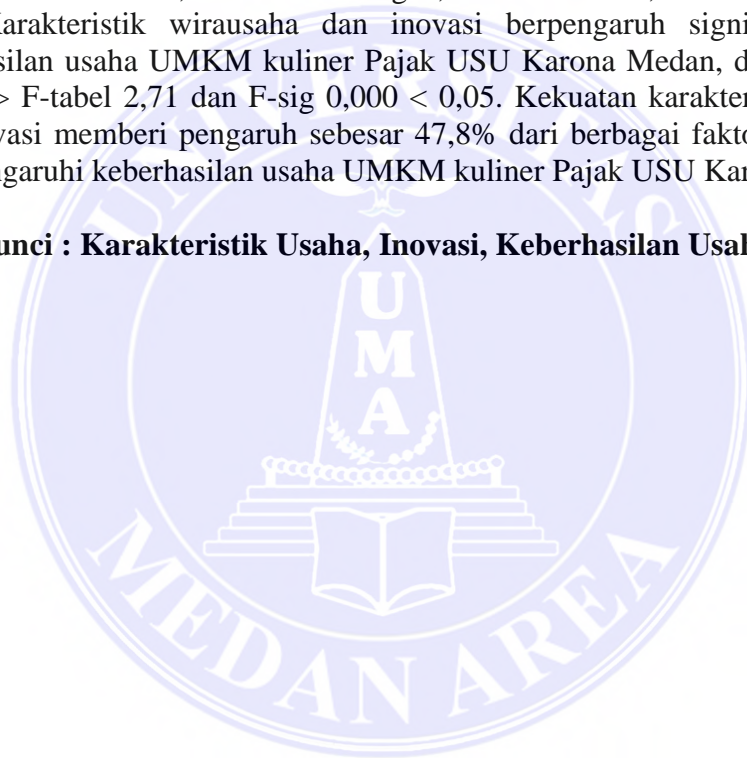 arakteristik wirausaha dan inovasi berpengaruh signi
silan usaha UMKM kuliner Pajak USU Karona Medan, d
> F-tabel 2,71 dan F-sig 0,000 < 0,05. Kekuatan karakter
vasi memberi pengaruh sebesar 47,8% dari berbagai fakto
ngaruhi keberhasilan usaha UMKM kuliner Pajak USU Kar
unci : Karakteristik Usaha, Inovasi, Keberhasilan Usah
UNIVERSITAS
UMA
MEDAN AREA